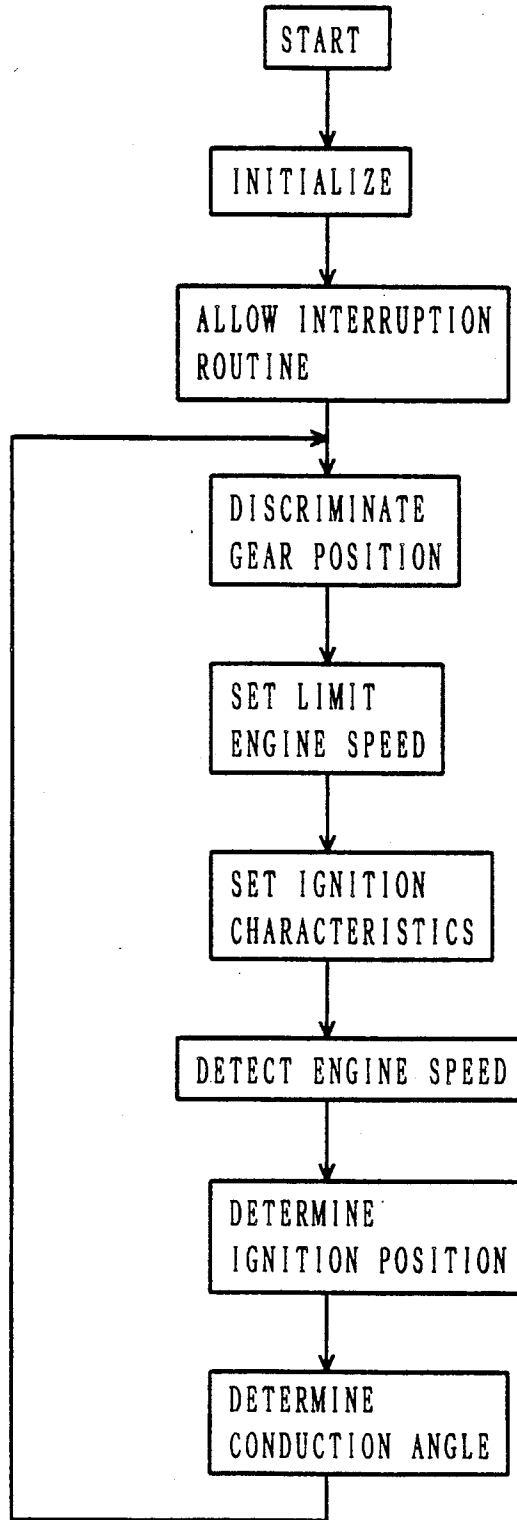 START
INITIALIZE
ALLOW INTERRUPTION
ROUTINE
DISCRIMINATE
GEAR POSITION
SET LIMIT
ENGINE SPEED
SET IGNITION
CHARACTERISTICS
DETECT ENGINE SPEED
DETERMINE
IGNITION POSITION
DETERMINE
CONDUCTION ANGLE